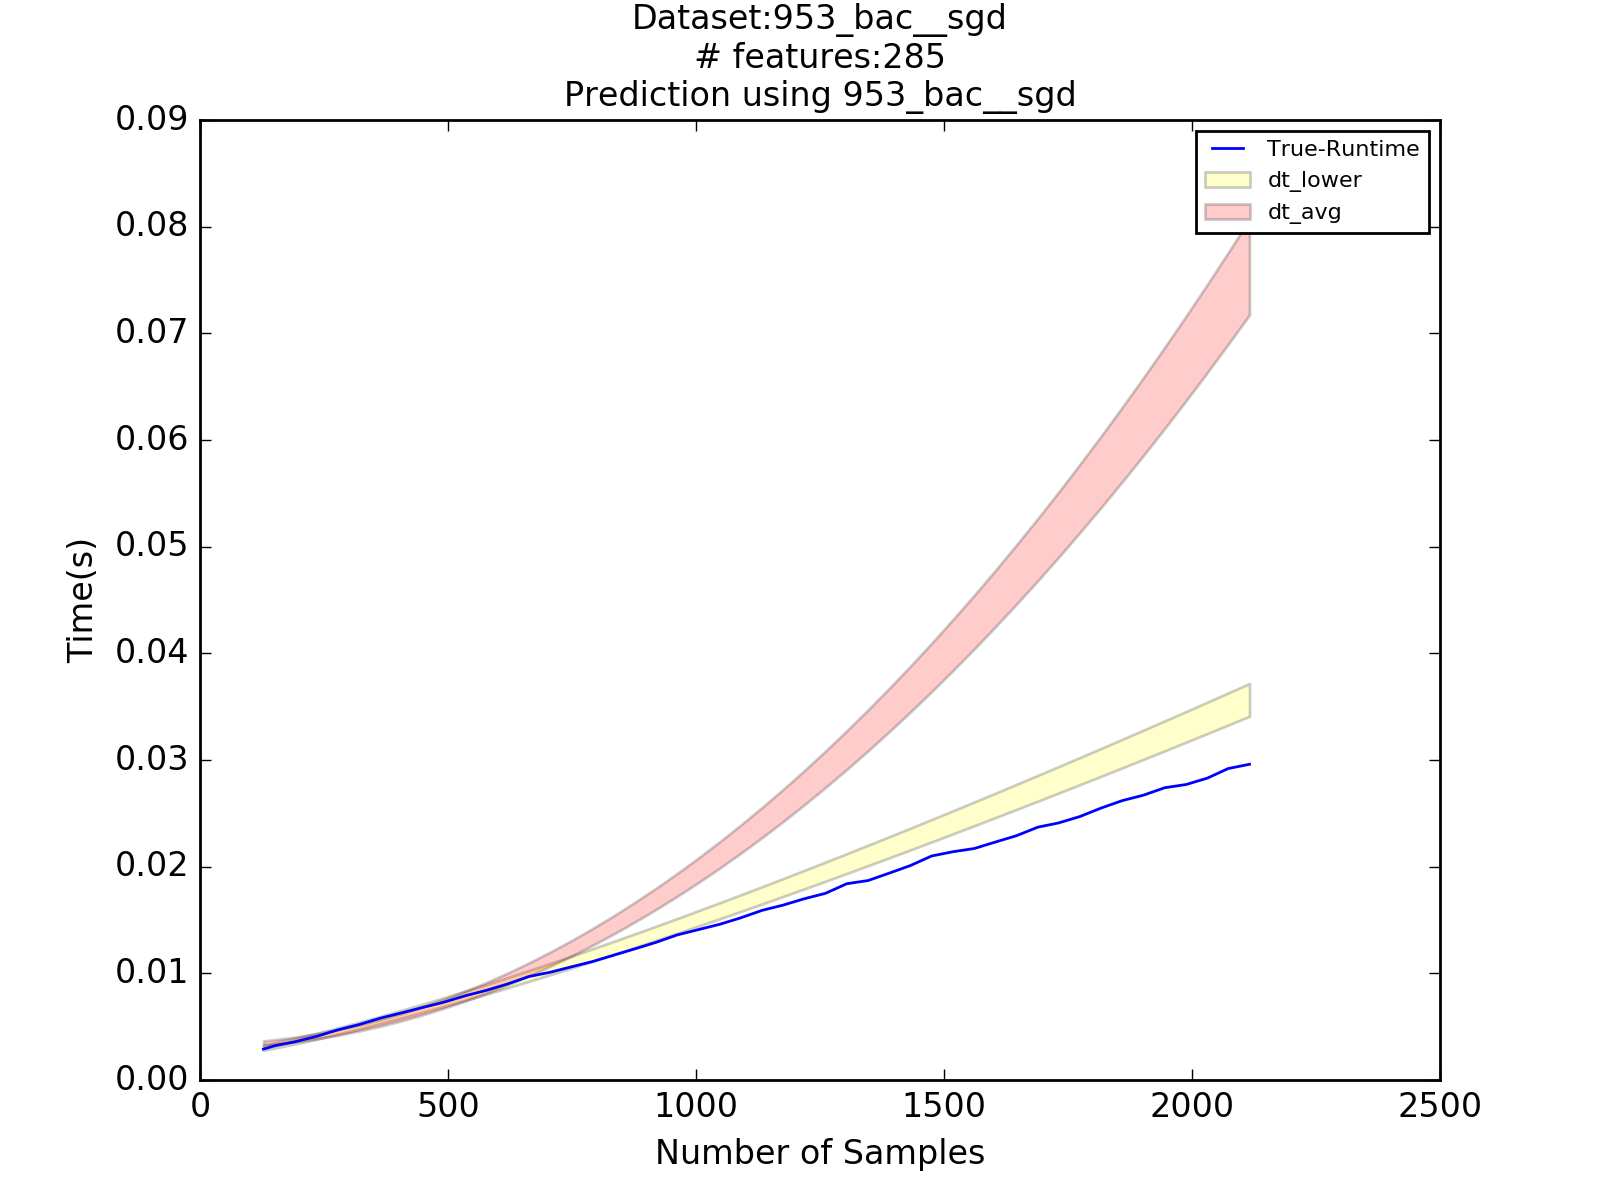 Dataset:953_bac__sgd
# features:285
Prediction using 953_bac__sgd
0.09
0.08
0.07
0.06
0.05
0.04
0.03
0.02
0.01
0.00
Time(s)
True-Runtime
dt_lower
dt_avg
0 500 1000 1500 2000 2500
Number of Samples